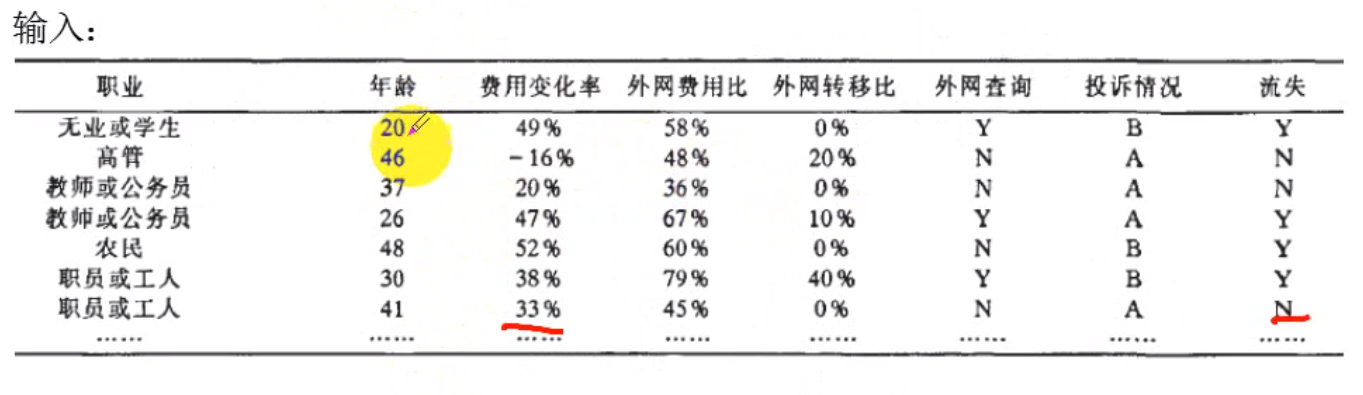 输入：
职业 年龄 费用变化率 外网费用比 外网转移比 外网查询 投诉情况 流失
无业或学生 20 49% 58% 0% Y B Y
高管 46 -16% 48% 20% N A N
教师或公务员 37 20% 36% 0% N A N
教师或公务员 26 47% 67% 10% Y A Y
农民 48 52% 60% 0% N B Y
职员或工人 30 38% 79% 40% Y B Y
职员或工人 41 33% 45% 0% N A N
…… …… …… …… …… …… …… ……